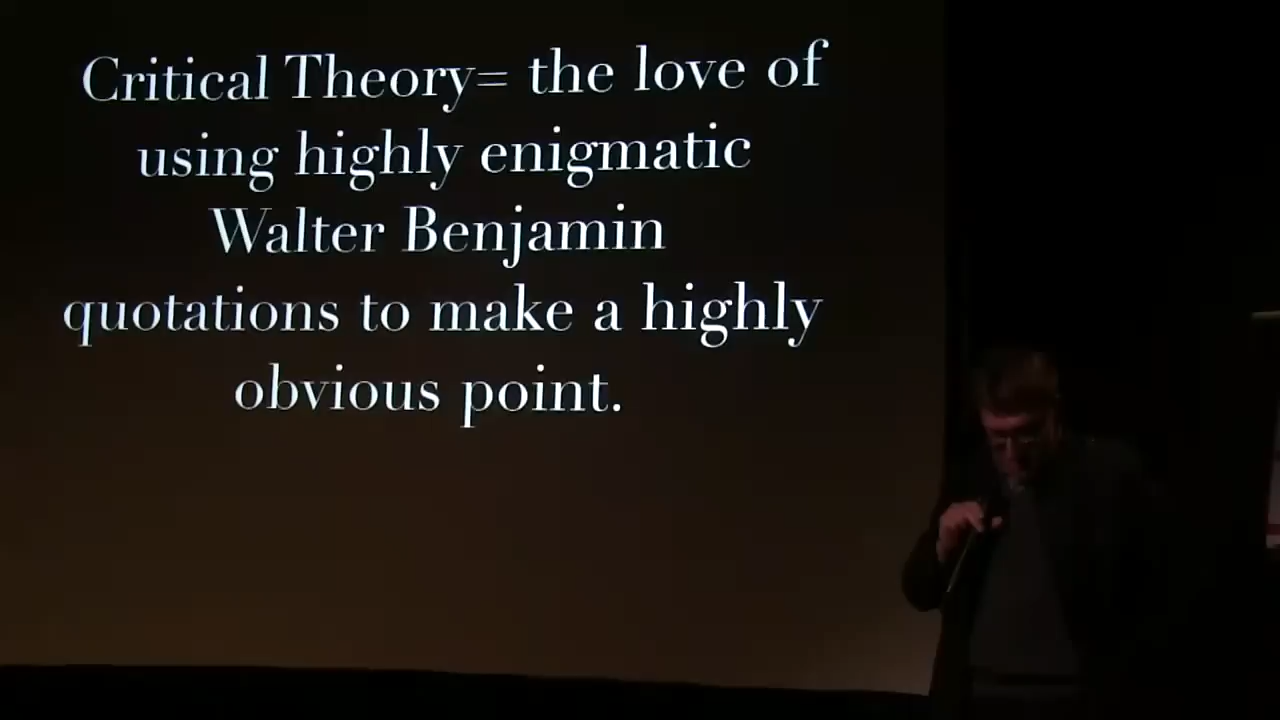 Critical Theory= the love of
using highly enigmatic
Walter Benjamin
quotations to make a highly
obvious point.